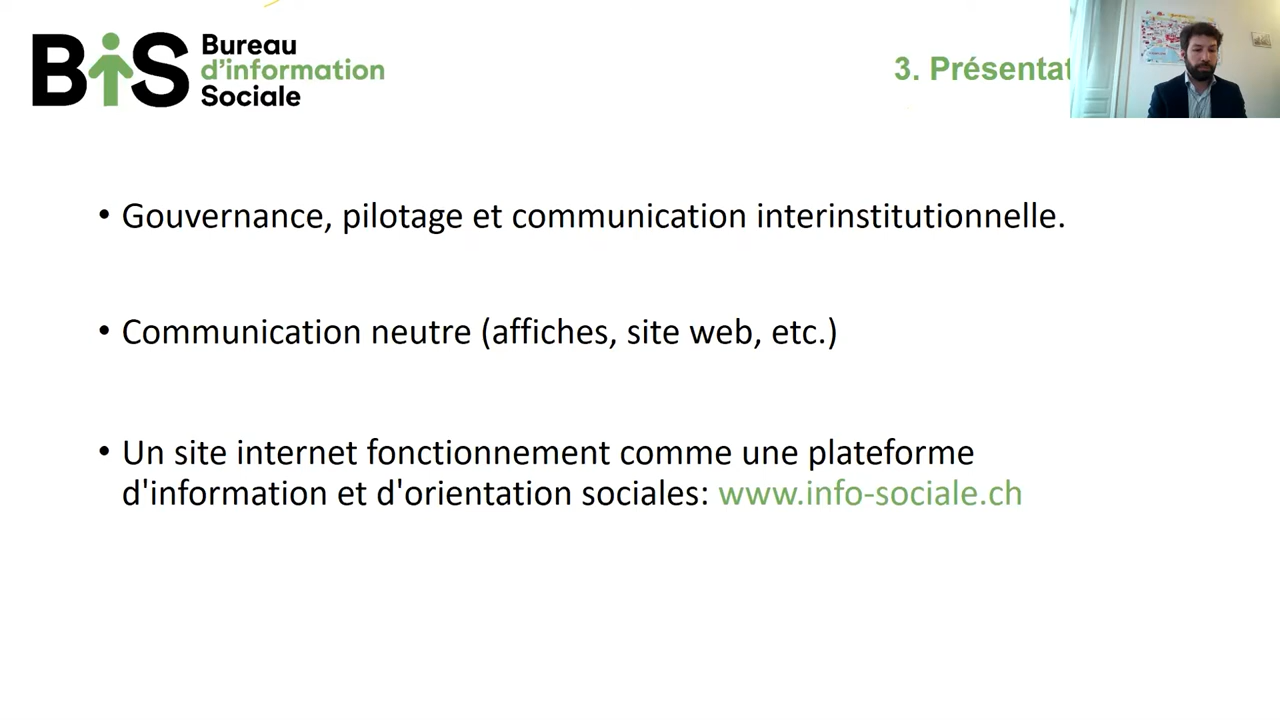 BiS
Bureau
d'information
Sociale
3. Présentat
• Gouvernance, pilotage et communication interinstitutionnelle.
• Communication neutre (affiches, site web, etc.)
• Un site internet fonctionnement comme une plateforme
d'information et d'orientation sociales: www.info-sociale.ch